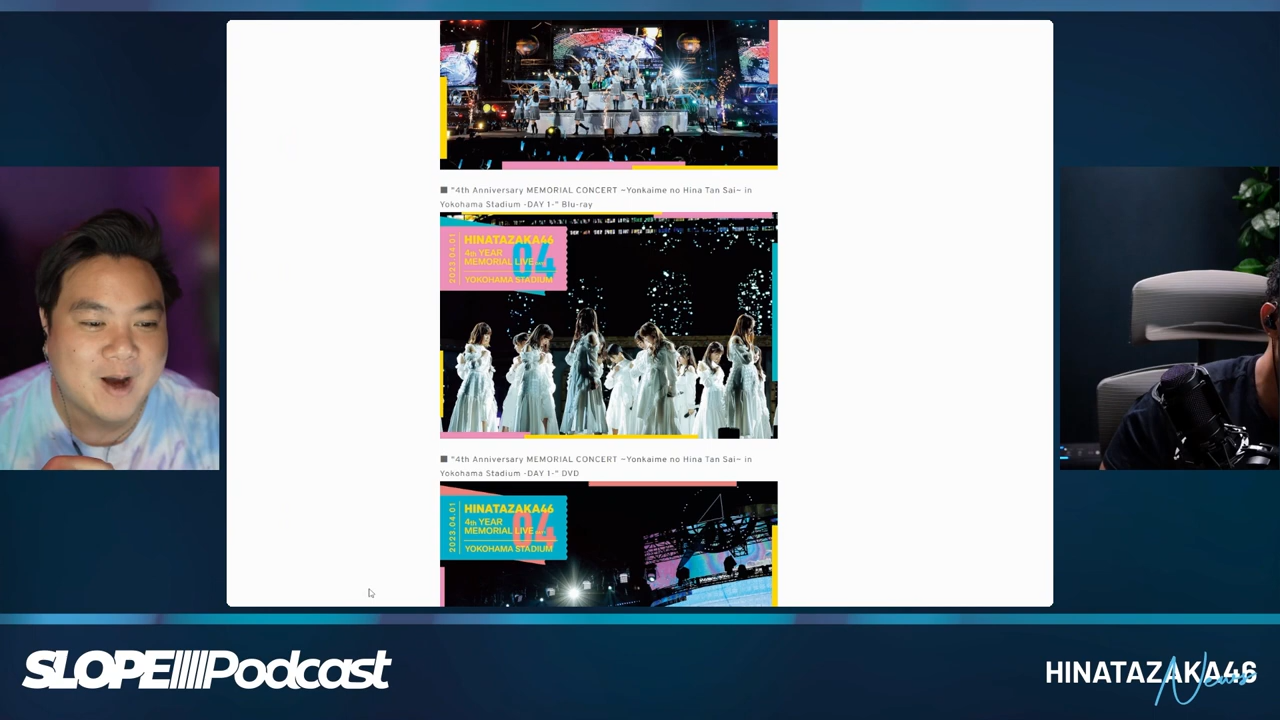 ■ "4th Anniversary MEMORIAL CONCERT ~Yonkaime no Hina Tan Sai~ in
Yokohama Stadium -DAY 1-" Blu-ray
2023.04.01
HINATAZAKA46
4th YEAR
MEMORIAL LIVE
04
YOKOHAMA STADIUM
■ "4th Anniversary MEMORIAL CONCERT ~Yonkaime no Hina Tan Sai~ in
Yokohama Stadium -DAY 1-" DVD
2023.04.01
HINATAZAKA46
4th YEAR
MEMORIAL LIVE
04
YOKOHAMA STADIUM
SLOPE Podcast
HINATAZAKA46
News